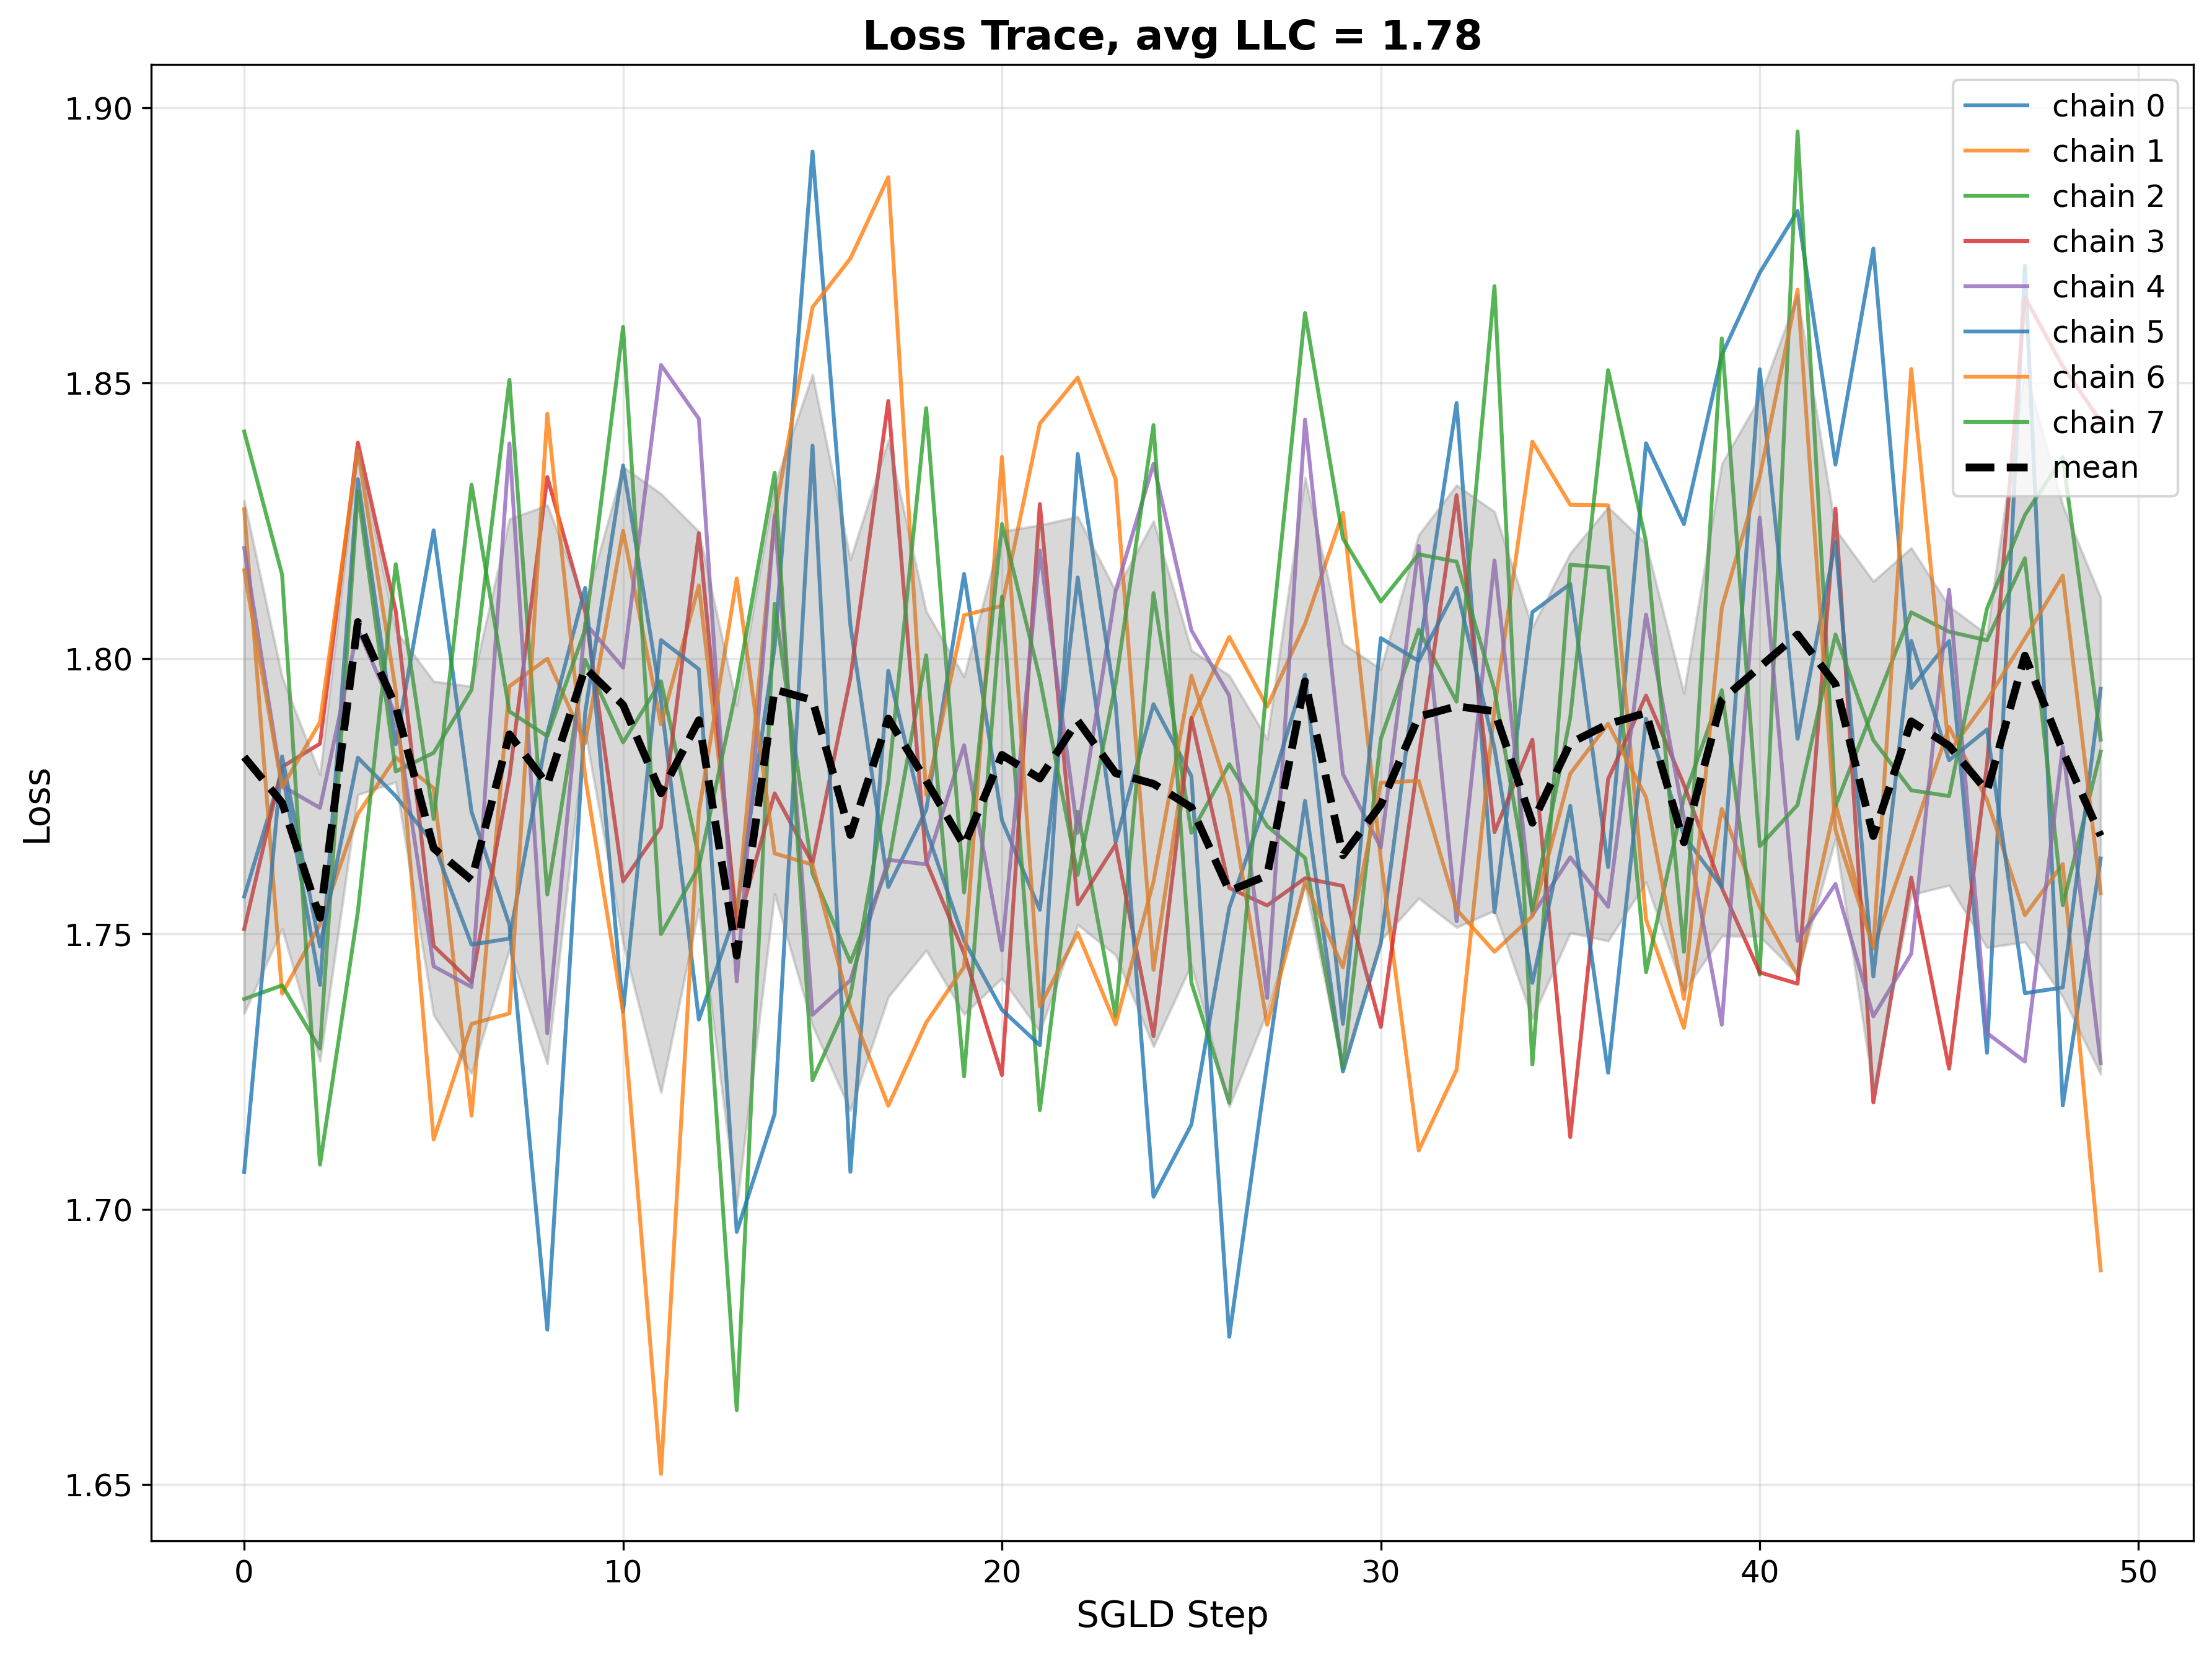 Loss Trace, avg LLC = 1.78
1.90
1.85
1.80
1.75
1.70
1.65
Loss
chain 0
chain 1
chain 2
chain 3
chain 4
chain 5
chain 6
chain 7
mean
0
10
20
30
40
50
SGLD Step